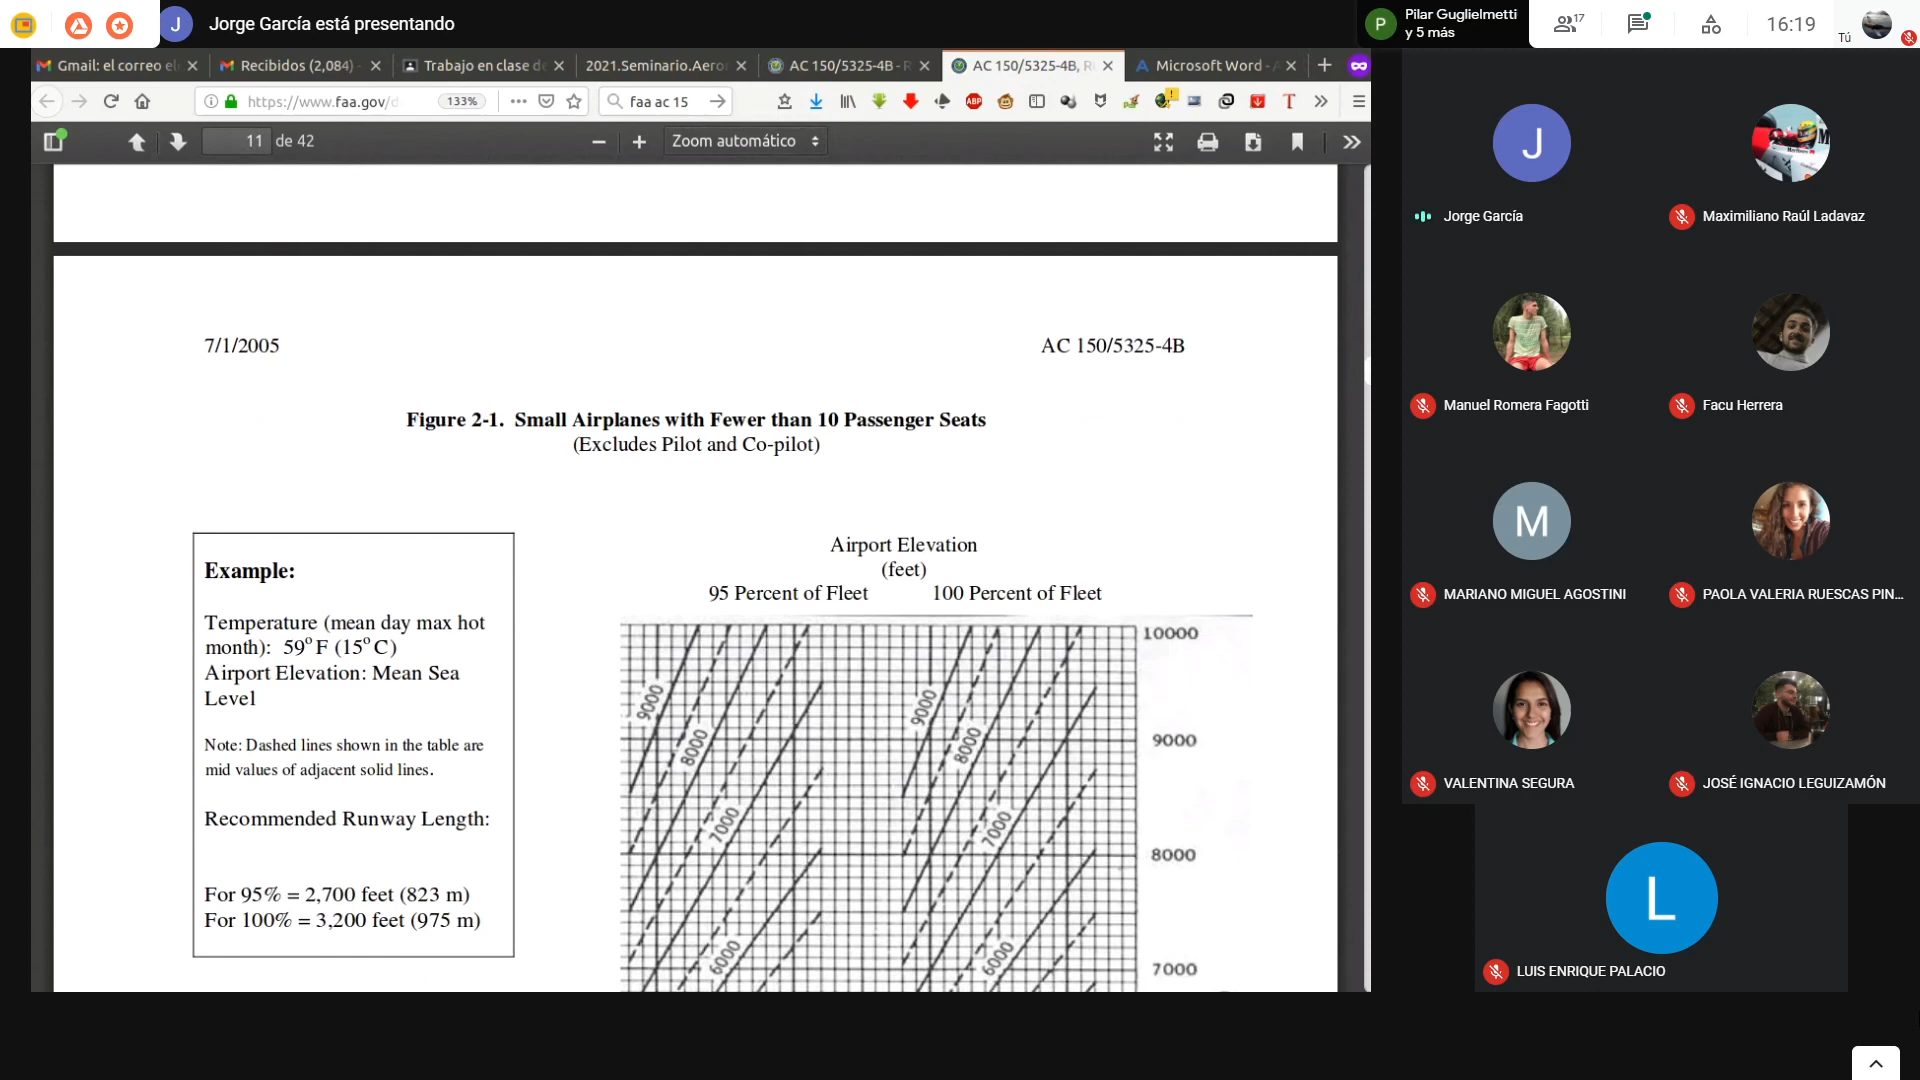 J
Jorge García está presentando
P
Pilar Guglielmetti
y 5 más
17
16:19
Tú
Gmail: el correo el
Recibidos (2,084) -
Trabajo en clase de
2021.Seminario.Aero
AC 150/5325-4B - R
AC 150/5325-4B, R
Microsoft Word -
https://www.faa.gov/d
133%
faa ac 15
ABP
11
de 42
Zoom automático
7/1/2005
AC 150/5325-4B
Figure 2-1. Small Airplanes with Fewer than 10 Passenger Seats
(Excludes Pilot and Co-pilot)
Example:
Temperature (mean day max hot
month): 59° F (15° C)
Airport Elevation: Mean Sea
Level
Note: Dashed lines shown in the table are
mid values of adjacent solid lines.
Recommended Runway Length:
For 95% = 2,700 feet (823 m)
For 100% = 3,200 feet (975 m)
Airport Elevation
(feet)
95 Percent of Fleet
100 Percent of Fleet
10000
9000
8000
7000
9000
8000
7000
6000
9000
8000
7000
6000
J
Jorge García
Maximiliano Raúl Ladavaz
Manuel Romera Fagotti
Facu Herrera
M
MARIANO MIGUEL AGOSTINI
PAOLA VALERIA RUESCAS PIN...
VALENTINA SEGURA
JOSÉ IGNACIO LEGUIZAMÓN
L
LUIS ENRIQUE PALACIO